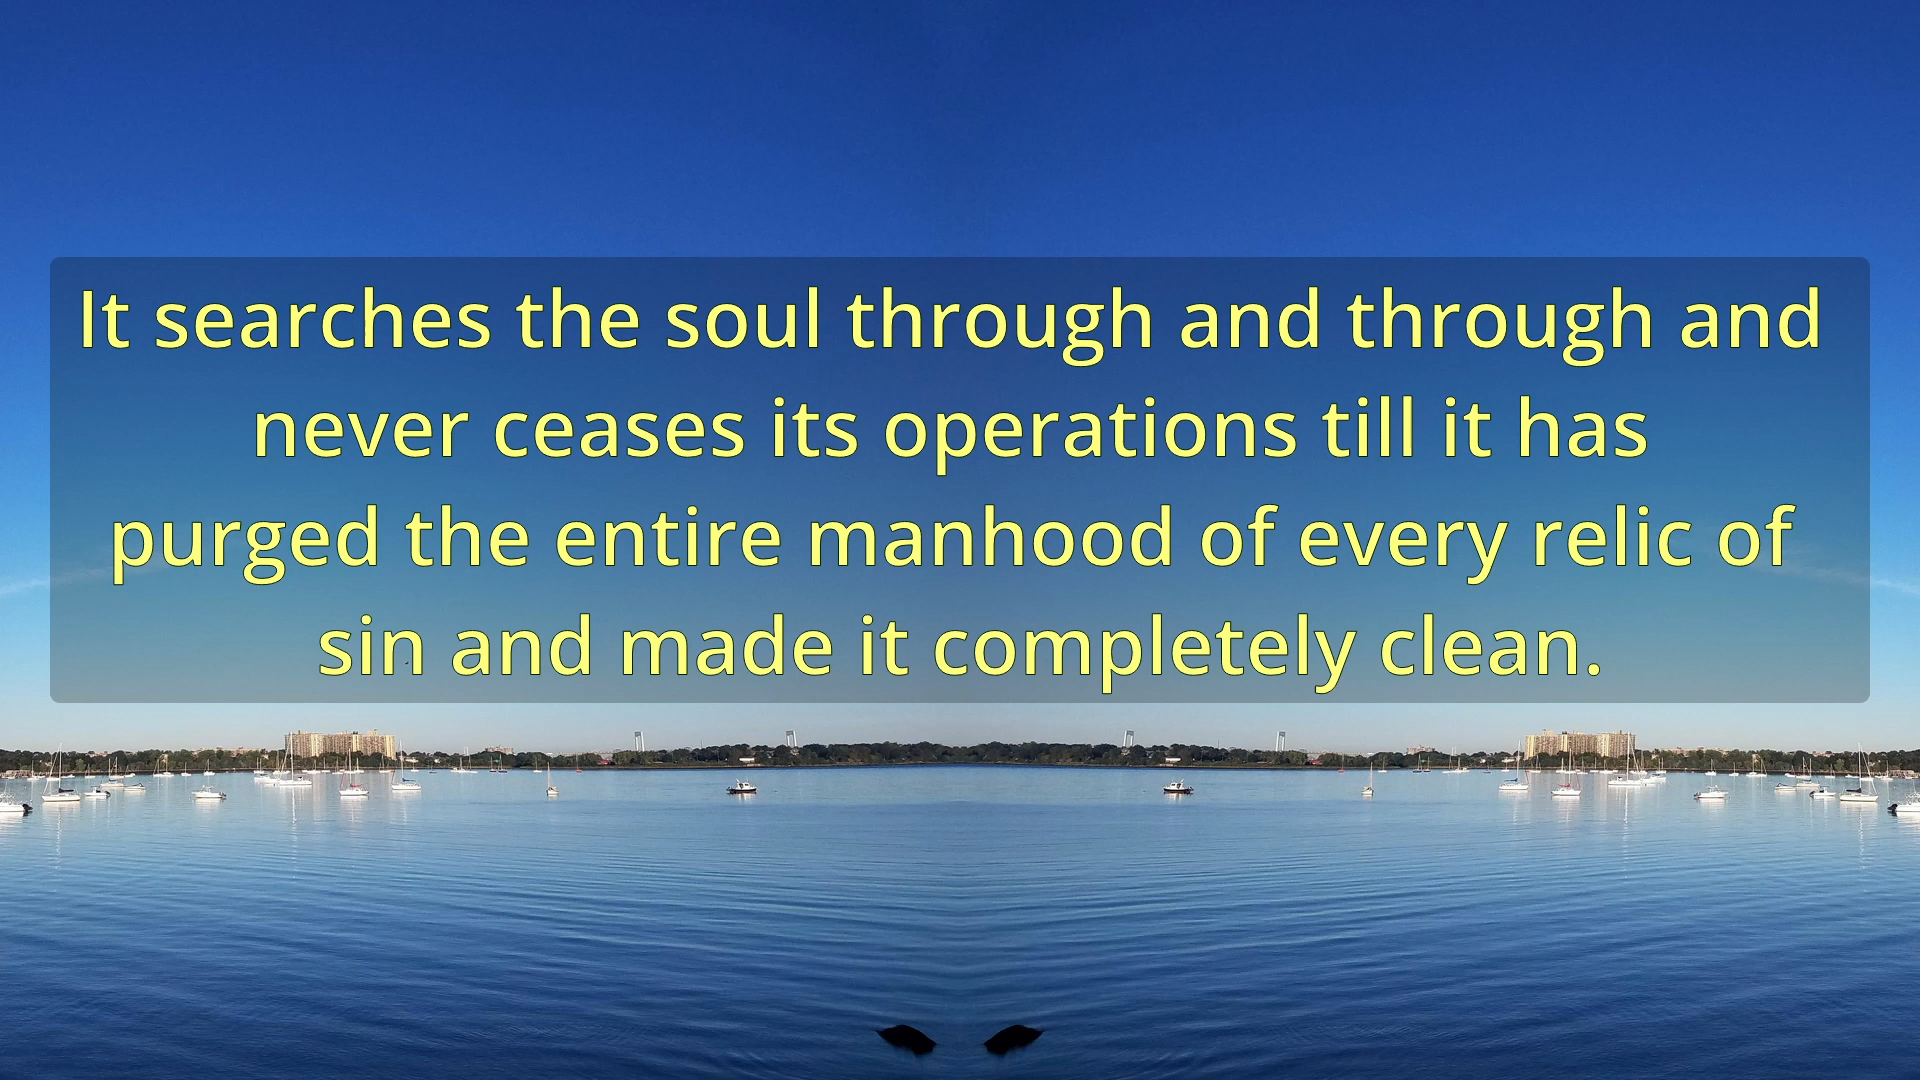 It searches the soul through and through and
never ceases its operations till it has
purged the entire manhood of every relic of
sin and made it completely clean.